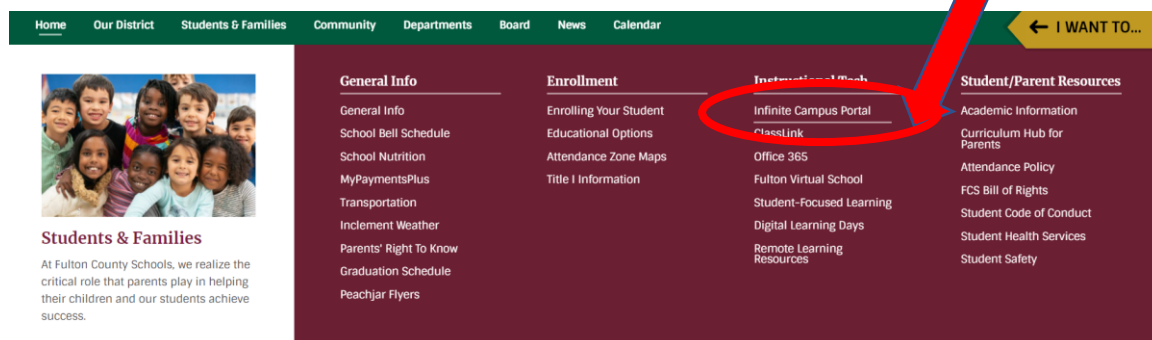 Home Our District Students & Families Community Departments Board News Calendar ← I WANT TO...
General Info
General Info
School Bell Schedule
School Nutrition
MyPaymentsPlus
Transportation
Inclement Weather
Parents' Right To Know
Graduation Schedule
Peachjar Flyers
Enrollment
Enrolling Your Student
Educational Options
Attendance Zone Maps
Title I Information
Instructional Tech
Infinite Campus Portal
ClassLink
Office 365
Fulton Virtual School
Student-Focused Learning
Digital Learning Days
Remote Learning
Resources
Student/Parent Resources
Academic Information
Curriculum Hub for
Parents
Attendance Policy
FCS Bill of Rights
Student Code of Conduct
Student Health Services
Student Safety
Students & Families
At Fulton County Schools, we realize the
critical role that parents play in helping
their children and our students achieve
success.